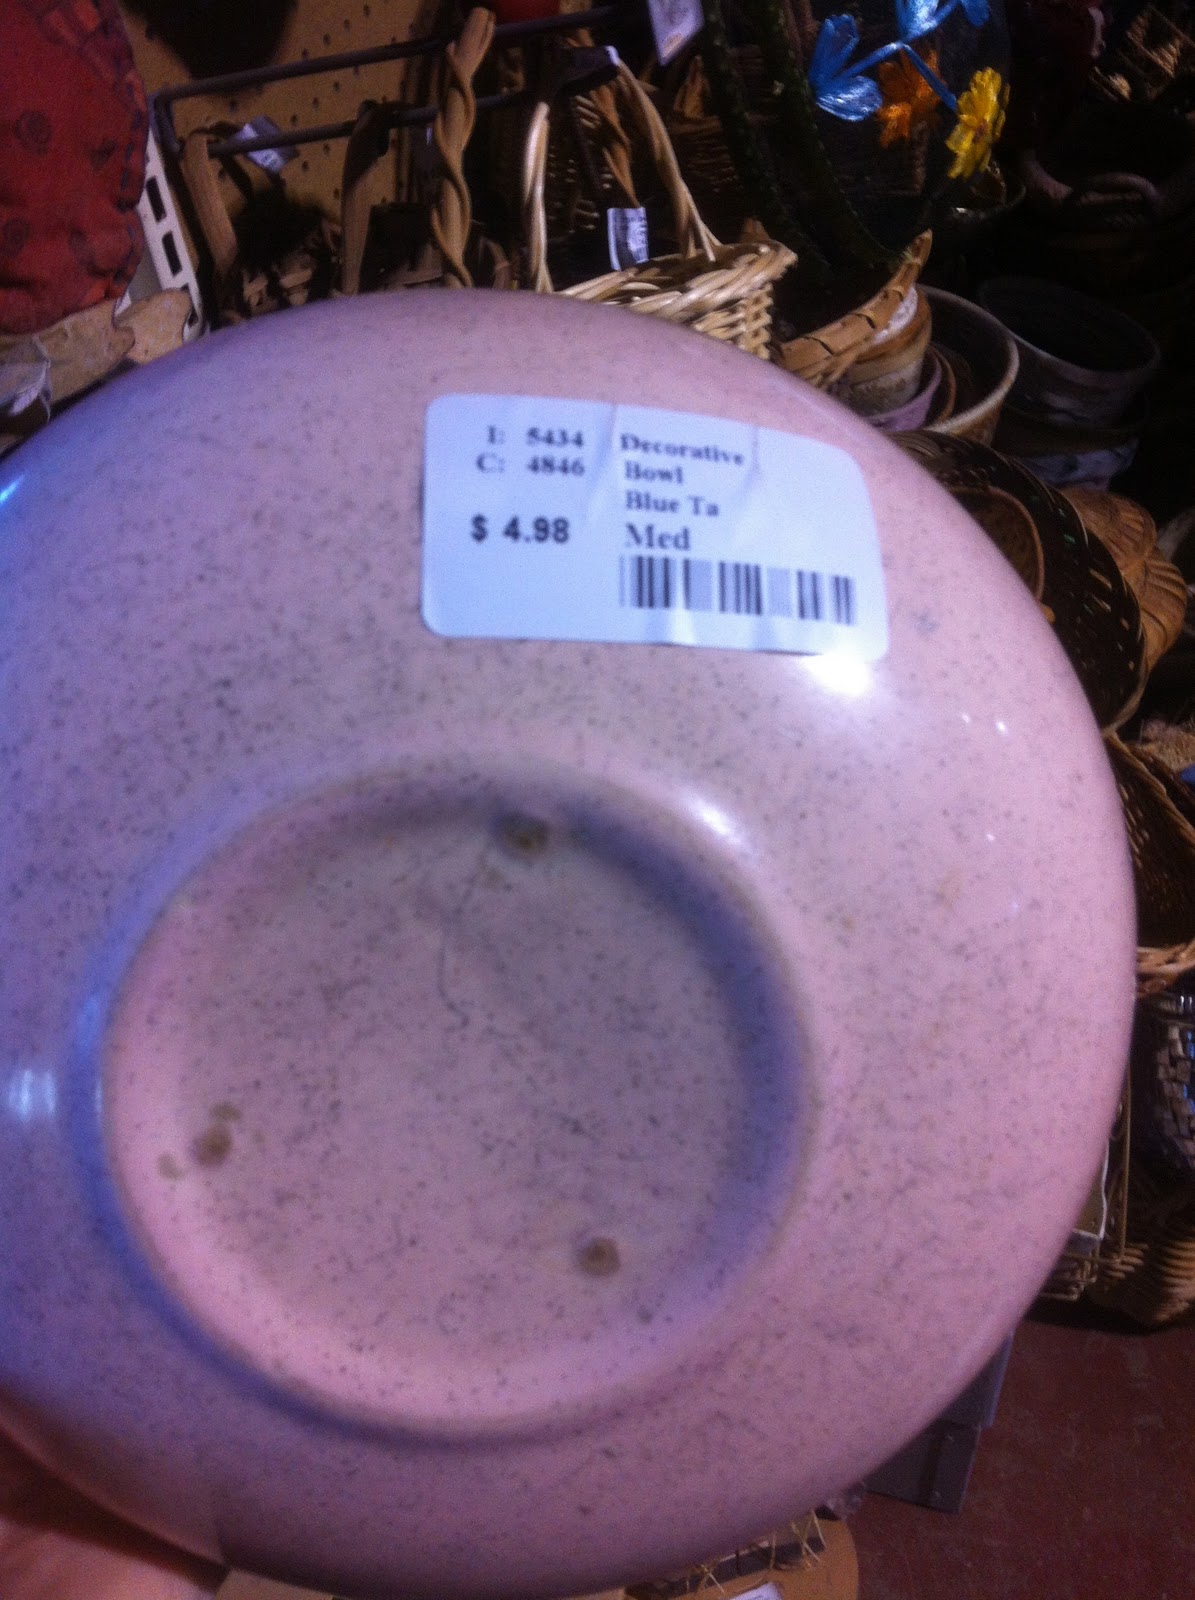 I: 5434
C: 4846
$ 4.98
Decorative
Bowl
Blue Ta
Med